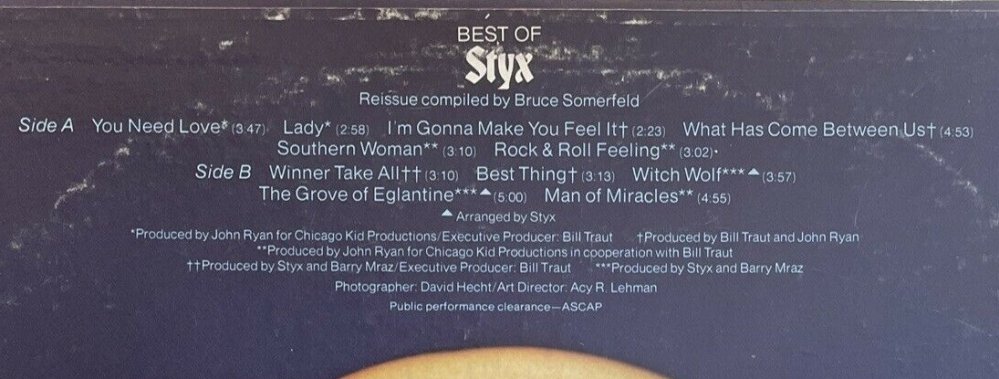 BEST OF
Styx
Reissue compiled by Bruce Somerfeld
Side A You Need Love* (3:47) Lady* (2:58) I'm Gonna Make You Feel It† (2:23) What Has Come Between Us† (4:53)
Southern Woman** (3:10) Rock & Roll Feeling** (3:02)•
Side B Winner Take All†† (3:10) Best Thing† (3:13) Witch Wolf***▲ (3:57)
The Grove of Eglantine***▲ (5:00) Man of Miracles** (4:55)
▲ Arranged by Styx
*Produced by John Ryan for Chicago Kid Productions/Executive Producer: Bill Traut †Produced by Bill Traut and John Ryan
**Produced by John Ryan for Chicago Kid Productions in cooperation with Bill Traut
††Produced by Styx and Barry Mraz/Executive Producer: Bill Traut ***Produced by Styx and Barry Mraz
Photographer: David Hecht/Art Director: Acy R. Lehman
Public performance clearance—ASCAP